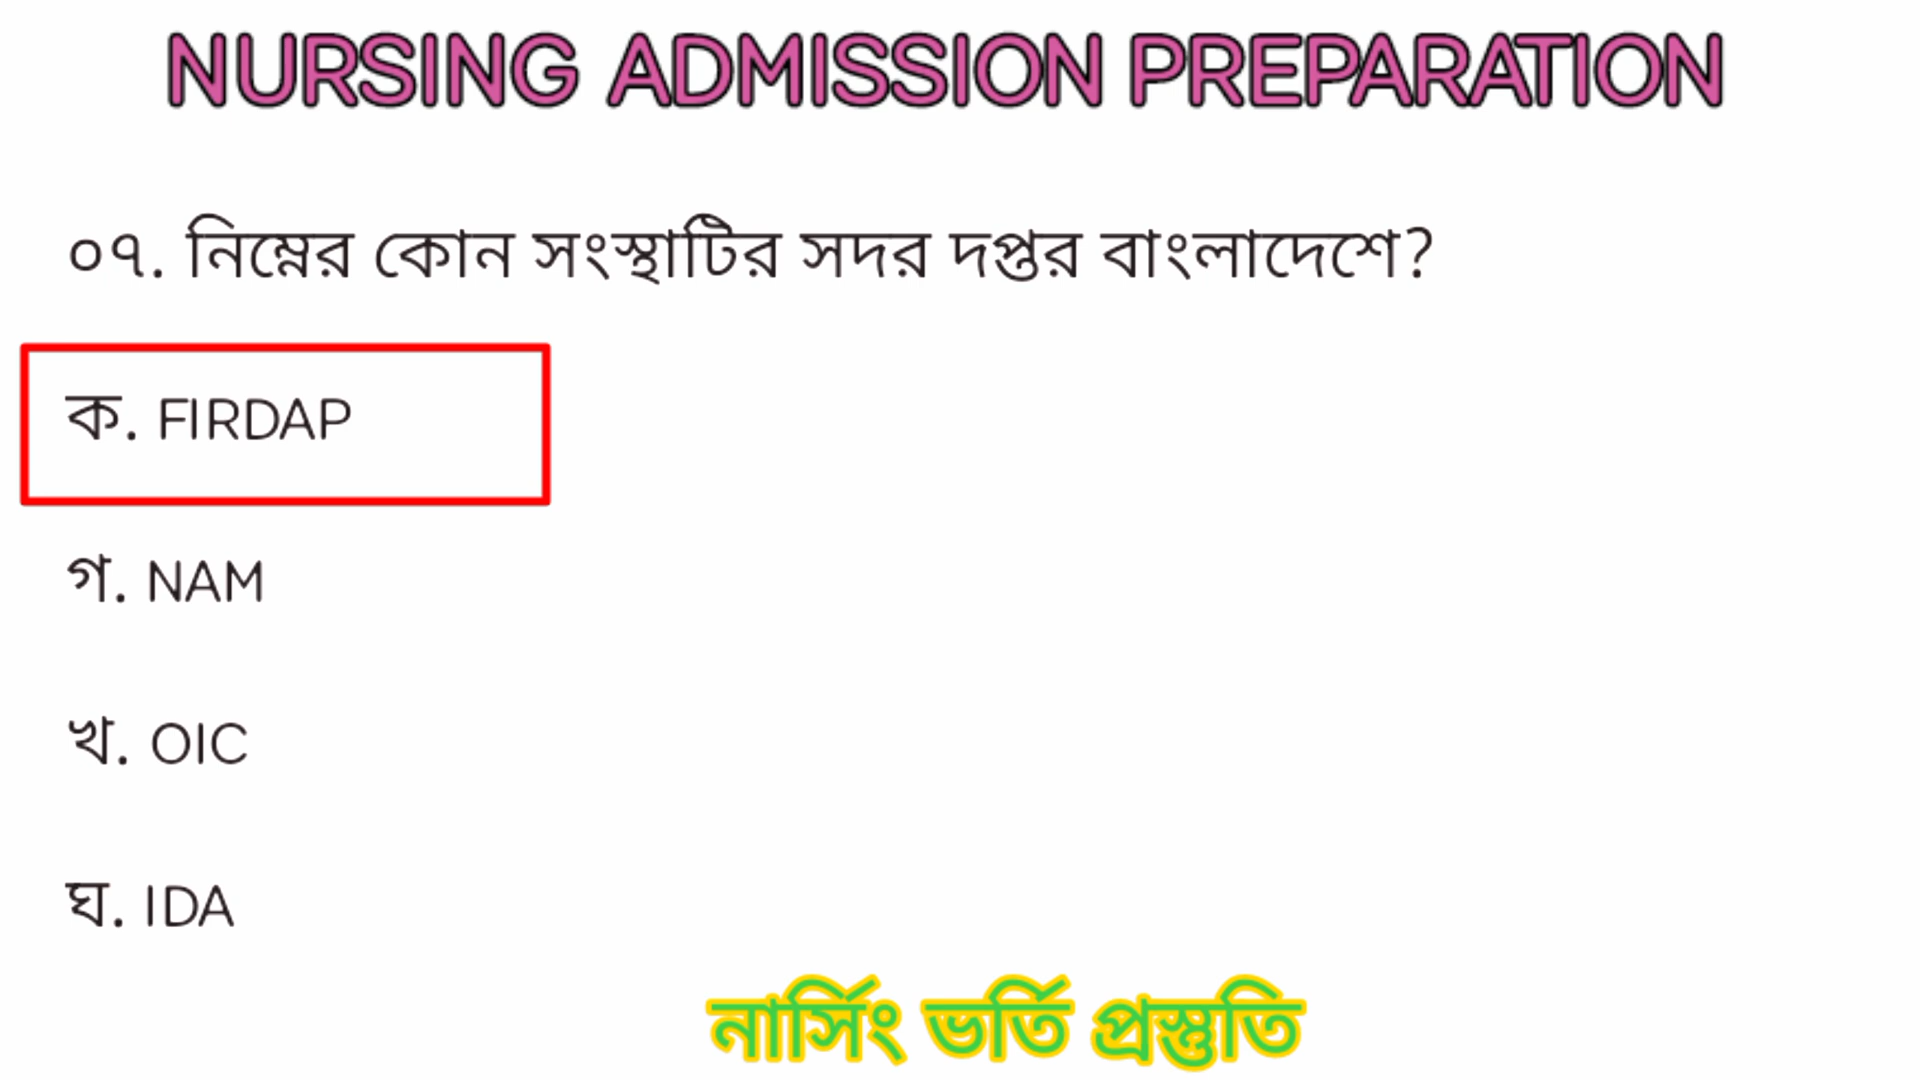 NURSING ADMISSION PREPARATION
০৭. নিম্নের কোন সংস্থাটির সদর দপ্তর বাংলাদেশে?
ক. FIRDAP
গ. NAM
খ. OIC
ঘ. IDA
নার্সিং ভর্তি প্রস্তুতি